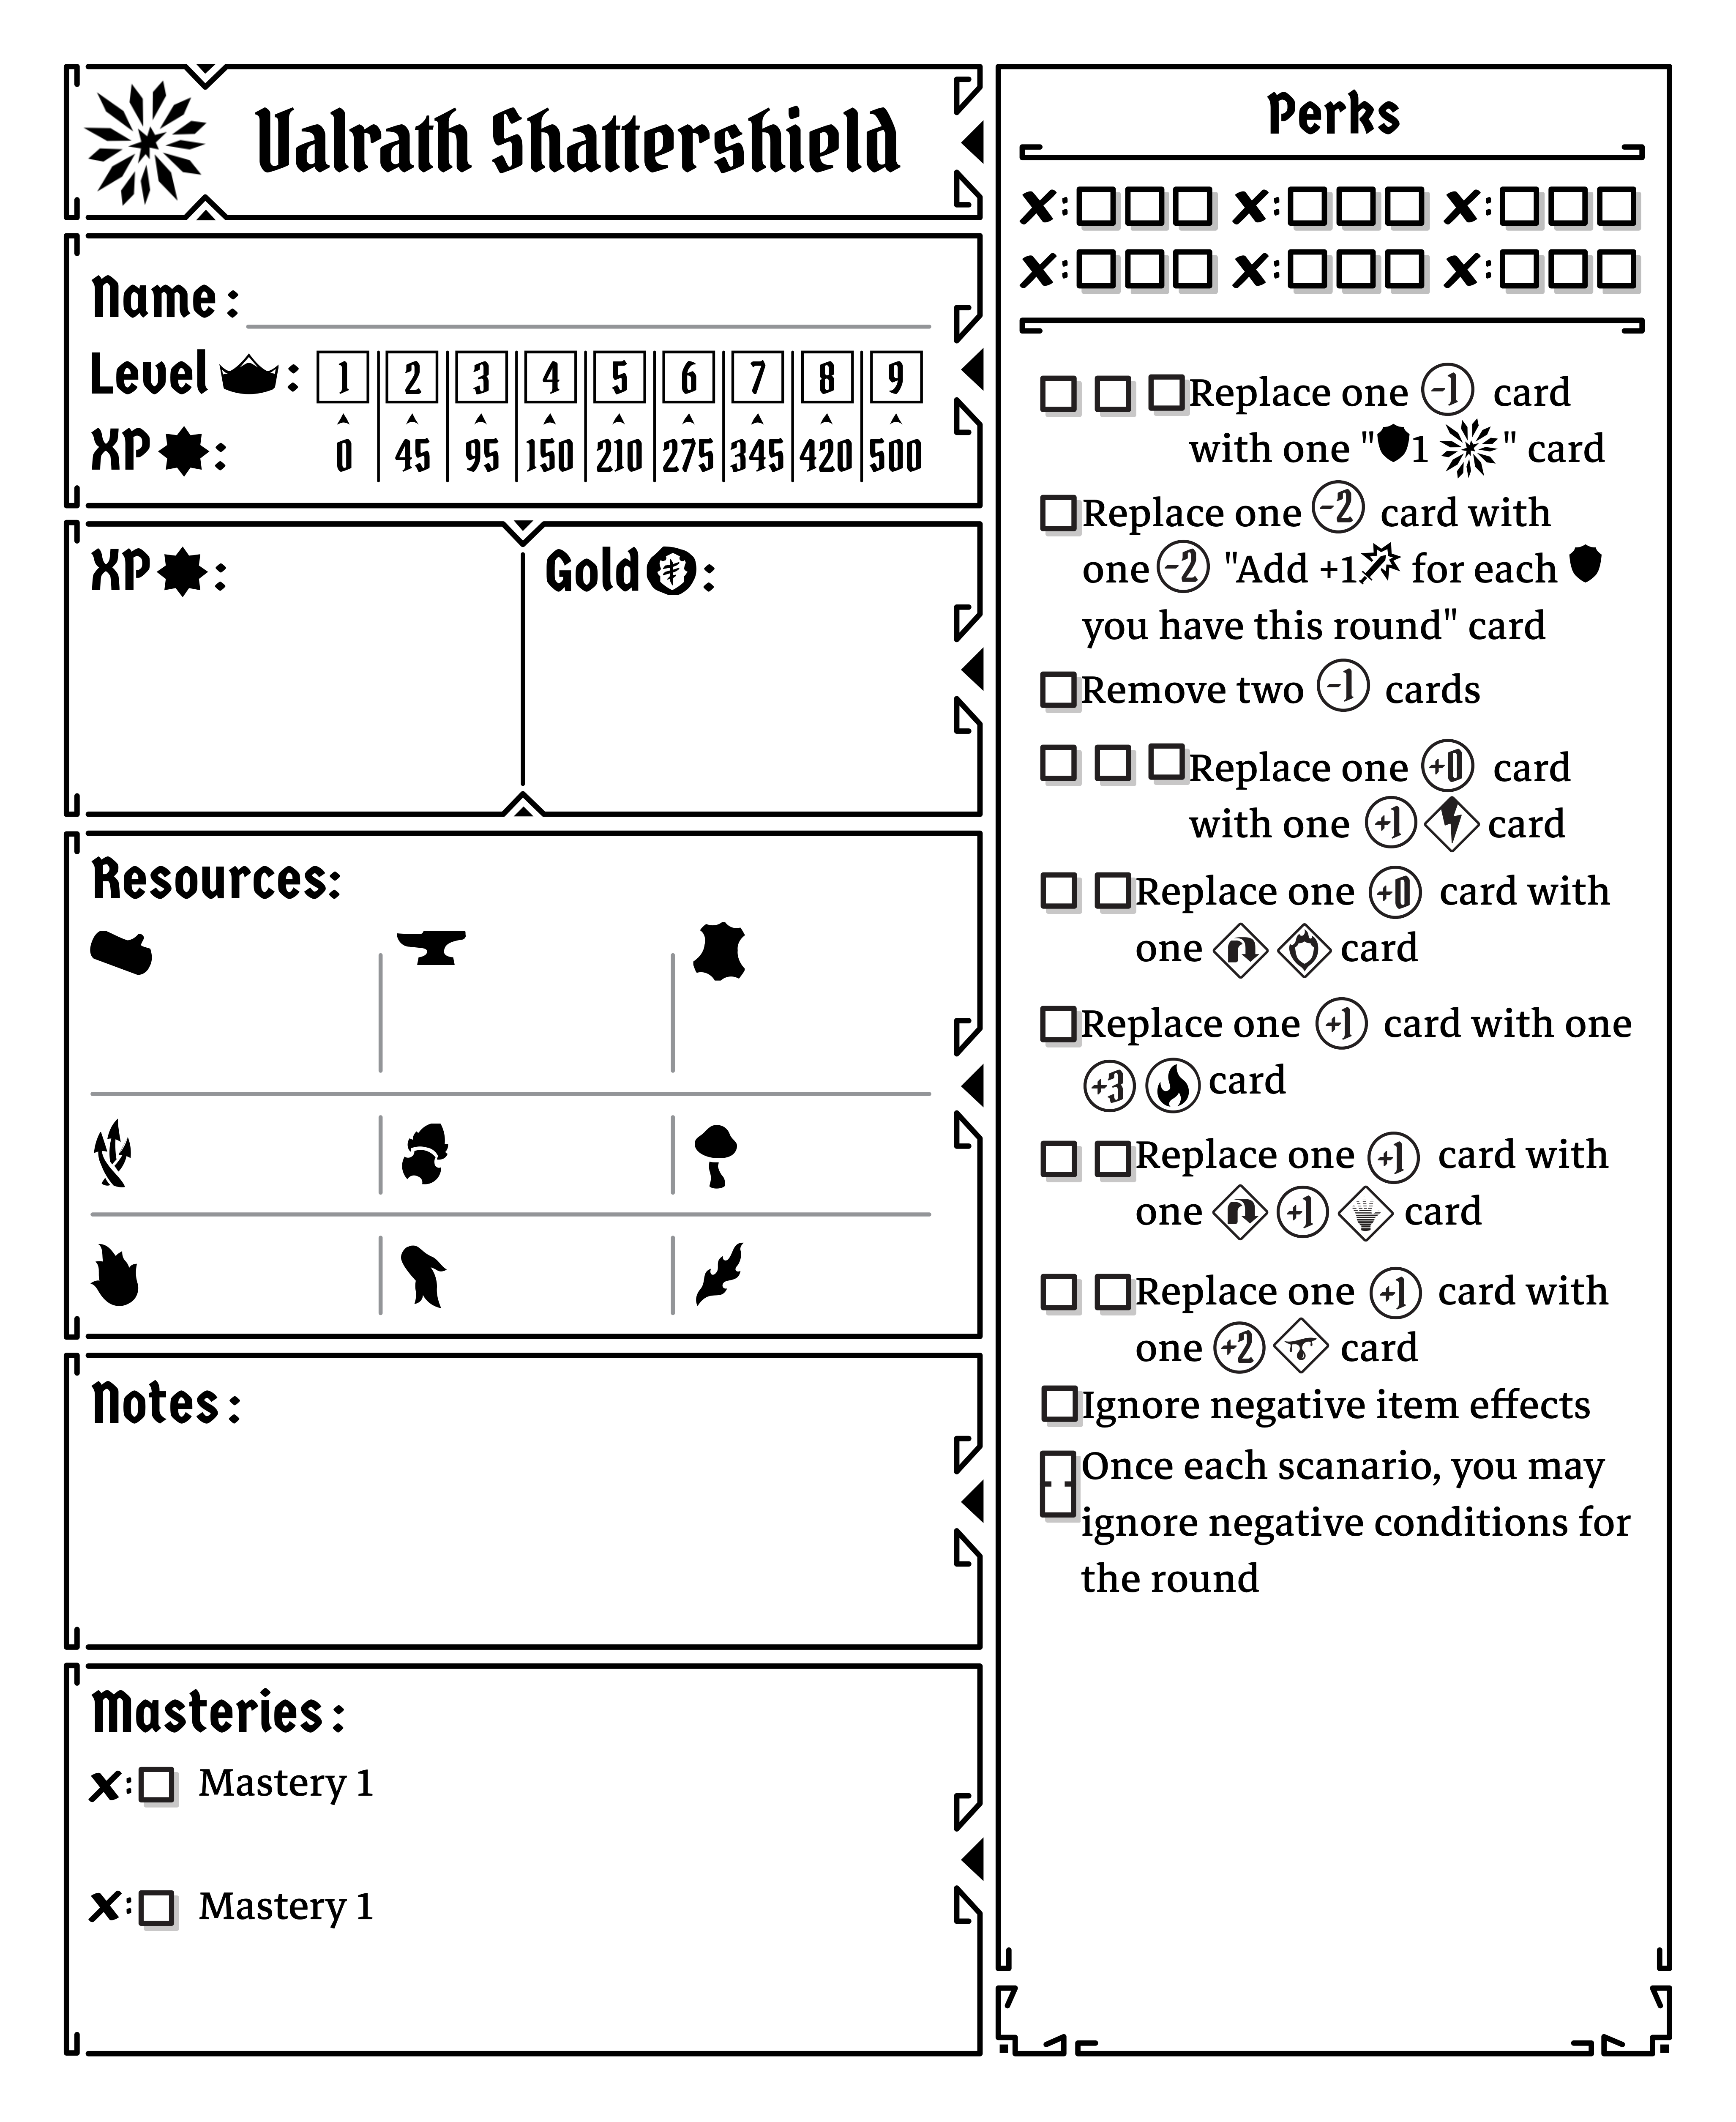 Valrath Shattershield
Name:
Level : 1 2 3 4 5 6 7 8 9
XP : 0 45 95 150 210 275 345 420 500
XP :
Gold :
Resources:
Notes:
Masteries:
x: Mastery 1
x: Mastery 1
Perks
x: x: x:
x: x: x:
Replace one -1 card
with one "1 " card
Replace one -2 card with
one -2 "Add +1 for each
you have this round" card
Remove two -1 cards
Replace one +0 card
with one +1 card
Replace one +0 card with
one card
Replace one +1 card with one
+3 card
Replace one +1 card with
one +1 card
Replace one +1 card with
one +2 card
Ignore negative item effects
Once each scanario, you may
ignore negative conditions for
the round